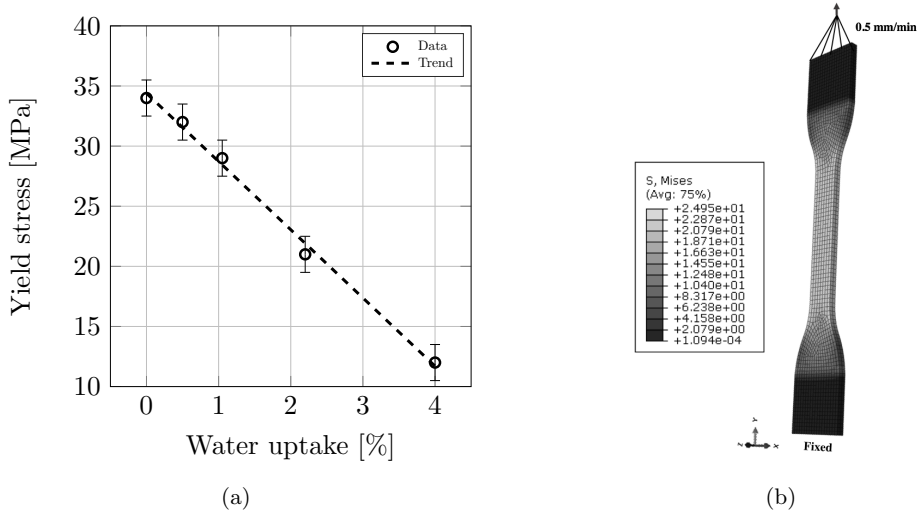 40
35
30
25
20
15
10
0
1
2
3
4
Yield stress [MPa]
Water uptake [%]
Data
Trend
(a)
0.5 mm/min
S, Mises
(Avg: 75%)
+2.495e+01
+2.287e+01
+2.079e+01
+1.871e+01
+1.663e+01
+1.455e+01
+1.248e+01
+1.040e+01
+8.317e+00
+6.238e+00
+4.158e+00
+2.079e+00
+1.094e-04
Y
Z
X
Fixed
(b)